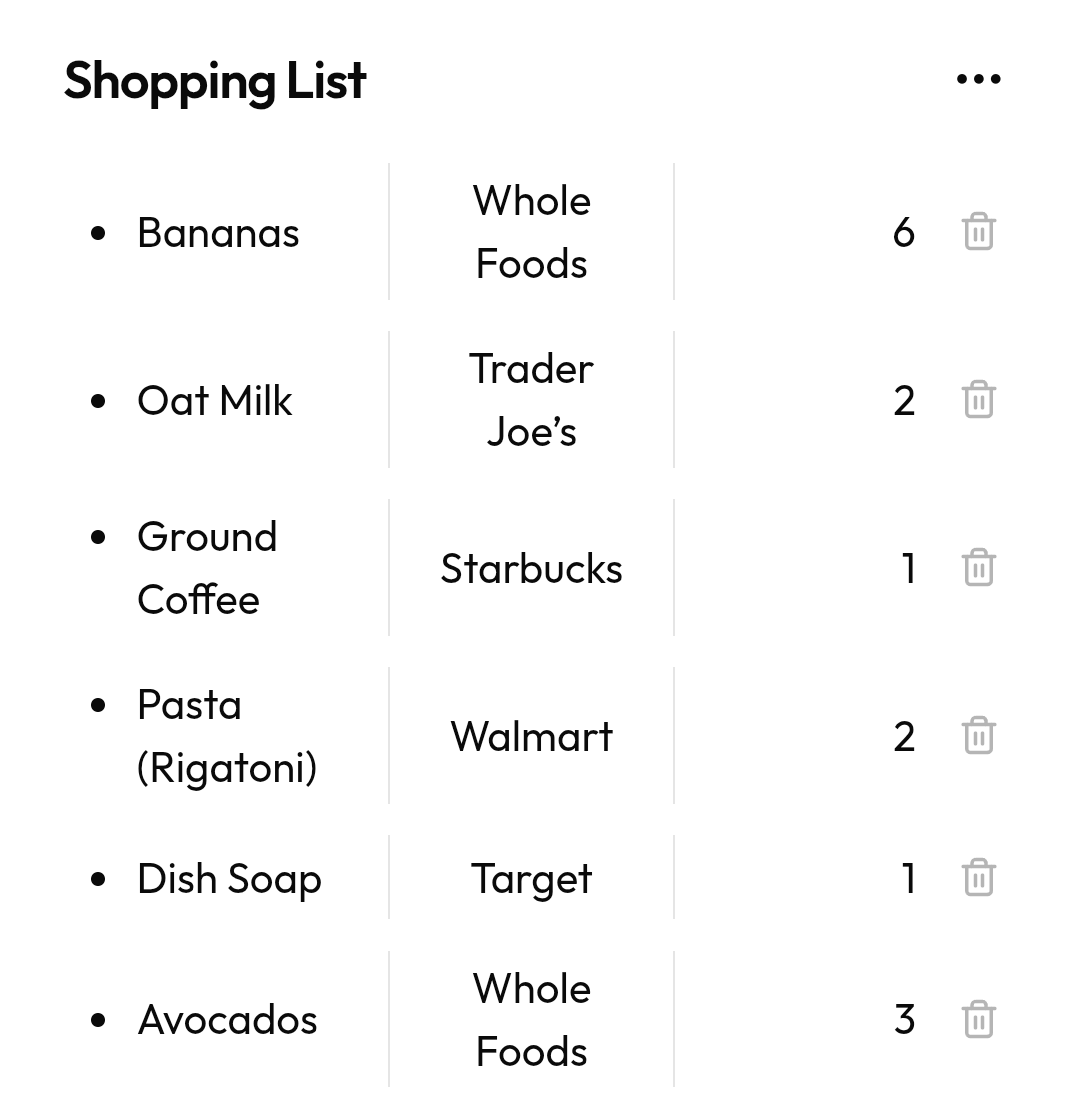 Shopping List
Bananas
Whole
Foods
6
Oat Milk
Trader
Joe’s
2
Ground
Coffee
Starbucks
1
Pasta
(Rigatoni)
Walmart
2
Dish Soap
Target
1
Avocados
Whole
Foods
3